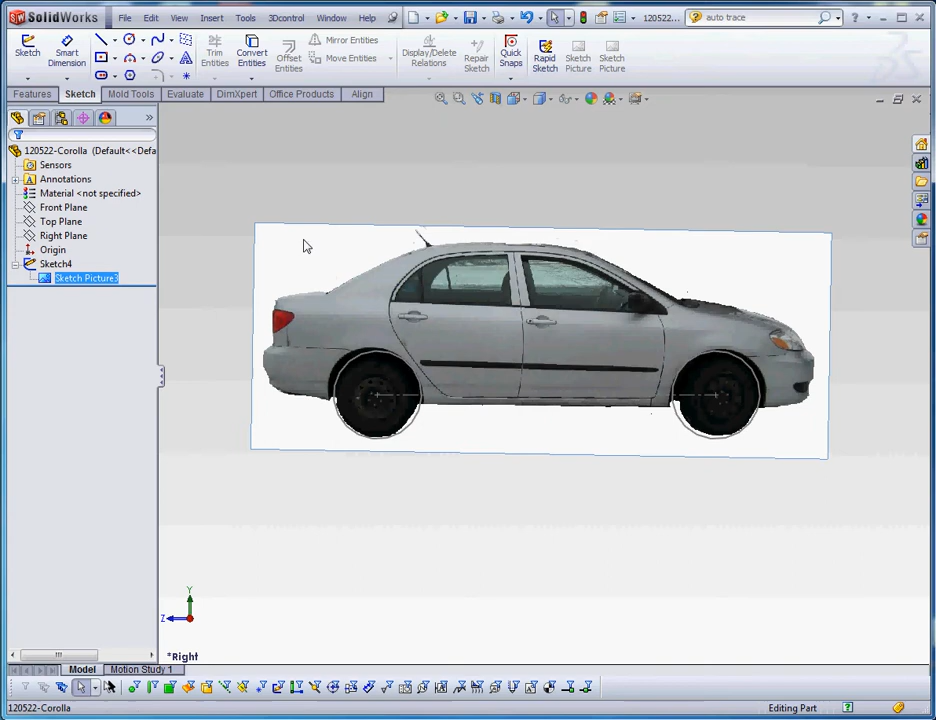 SolidWorks File Edit View Insert Tools 3Dcontrol Window Help 120522... auto trace
Sketch Smart Dimension Trim Entities Convert Entities Offset Entities Mirror Entities Move Entities Display/Delete Relations Repair Sketch Quick Snaps Rapid Sketch Sketch Picture Sketch Picture
Features Sketch Mold Tools Evaluate DimXpert Office Products Align
120522-Corolla (Default<<Defa
Sensors
Annotations
Material <not specified>
Front Plane
Top Plane
Right Plane
Origin
Sketch4
Sketch Picture3
Y
Z
*Right
Model Motion Study 1
120522-Corolla Editing Part